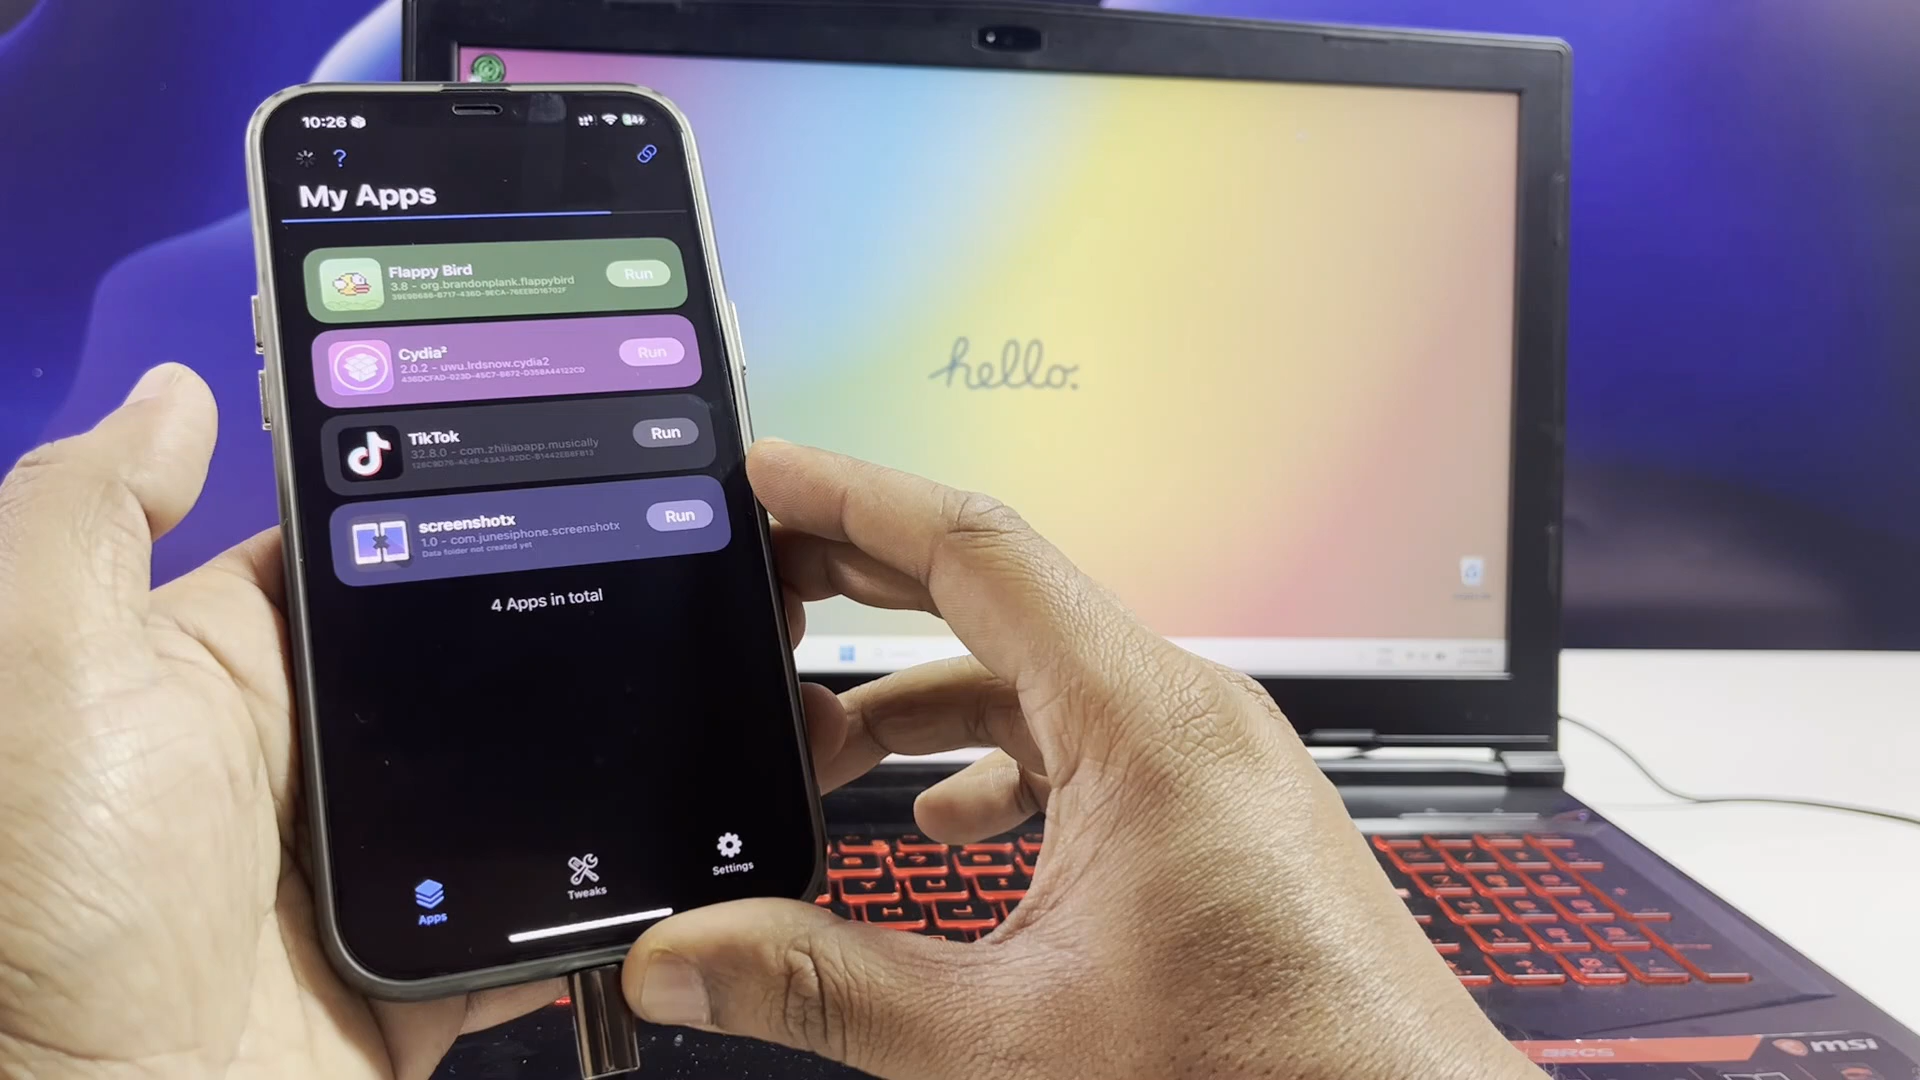 10:26
?
My Apps
Flappy Bird
3.8 - org.brandonplank.flappybird
Run
Cydia²
2.0.2 - uwu.lrdsnow.cydia2
Run
TikTok
32.8.0 - com.zhiliaoapp.musically
Run
screenshotx
1.0 - com.junesiphone.screenshotx
Data folder not created yet
Run
4 Apps in total
Apps
Tweaks
Settings
hello.
msi